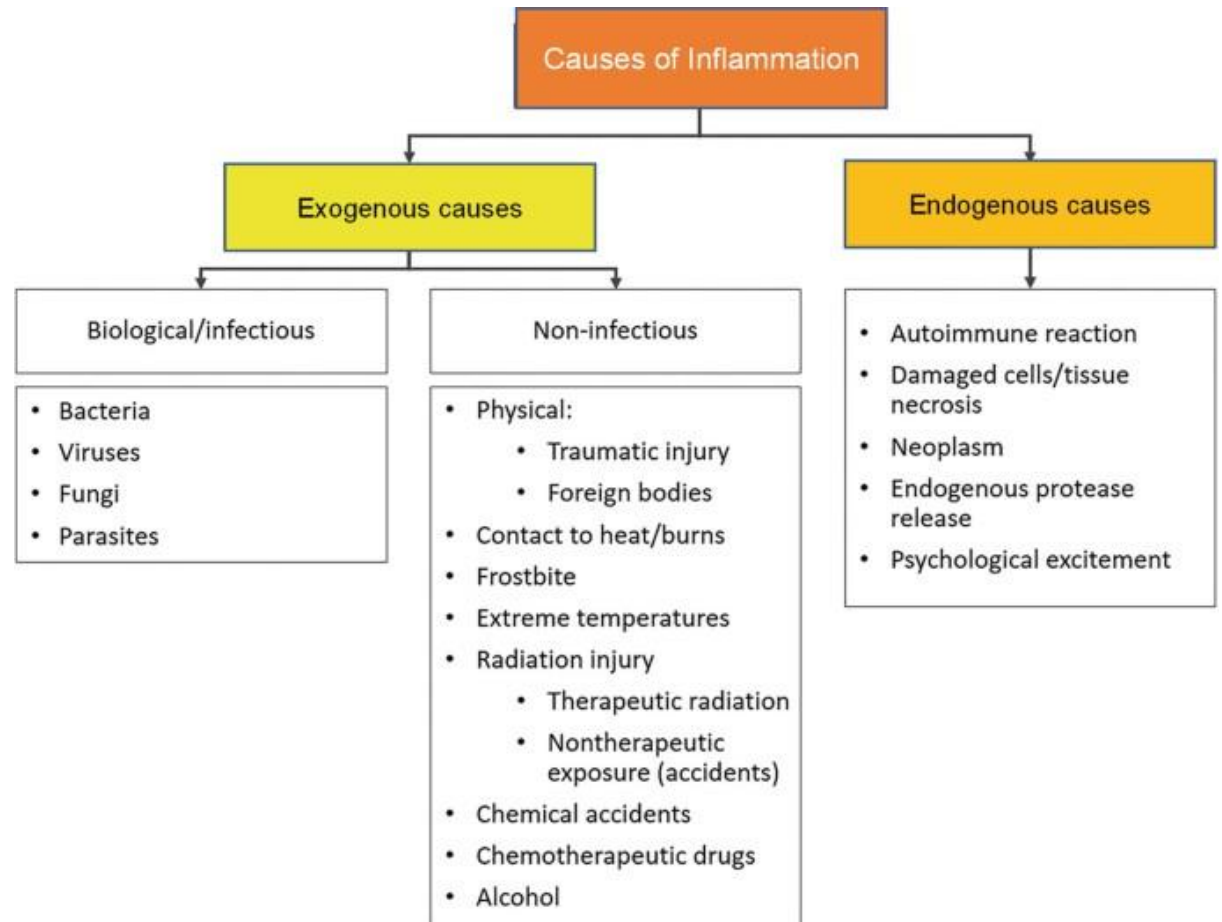 Causes of Inflammation
Exogenous causes
Endogenous causes
Biological/infectious
• Bacteria
• Viruses
• Fungi
• Parasites
Non-infectious
• Physical:
• Traumatic injury
• Foreign bodies
• Contact to heat/burns
• Frostbite
• Extreme temperatures
• Radiation injury
• Therapeutic radiation
• Nontherapeutic
exposure (accidents)
• Chemical accidents
• Chemotherapeutic drugs
• Alcohol
• Autoimmune reaction
• Damaged cells/tissue
necrosis
• Neoplasm
• Endogenous protease
release
• Psychological excitement